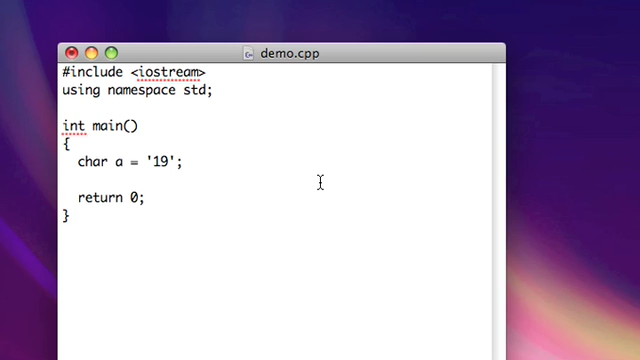 demo.cpp
#include <iostream>
using namespace std;
int main()
{
char a = '19';
return 0;
}